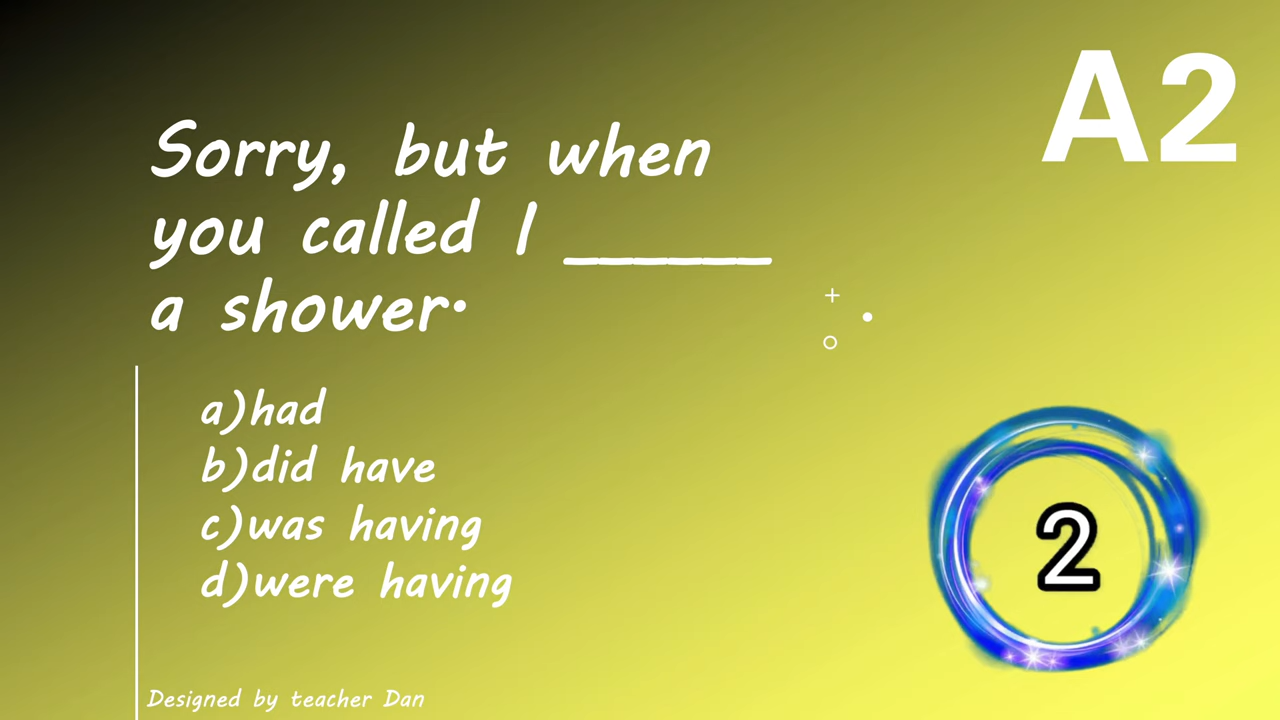 A2
Sorry, but when
you called I ______
a shower.
a)had
b)did have
c)was having
d)were having
2
Designed by teacher Dan